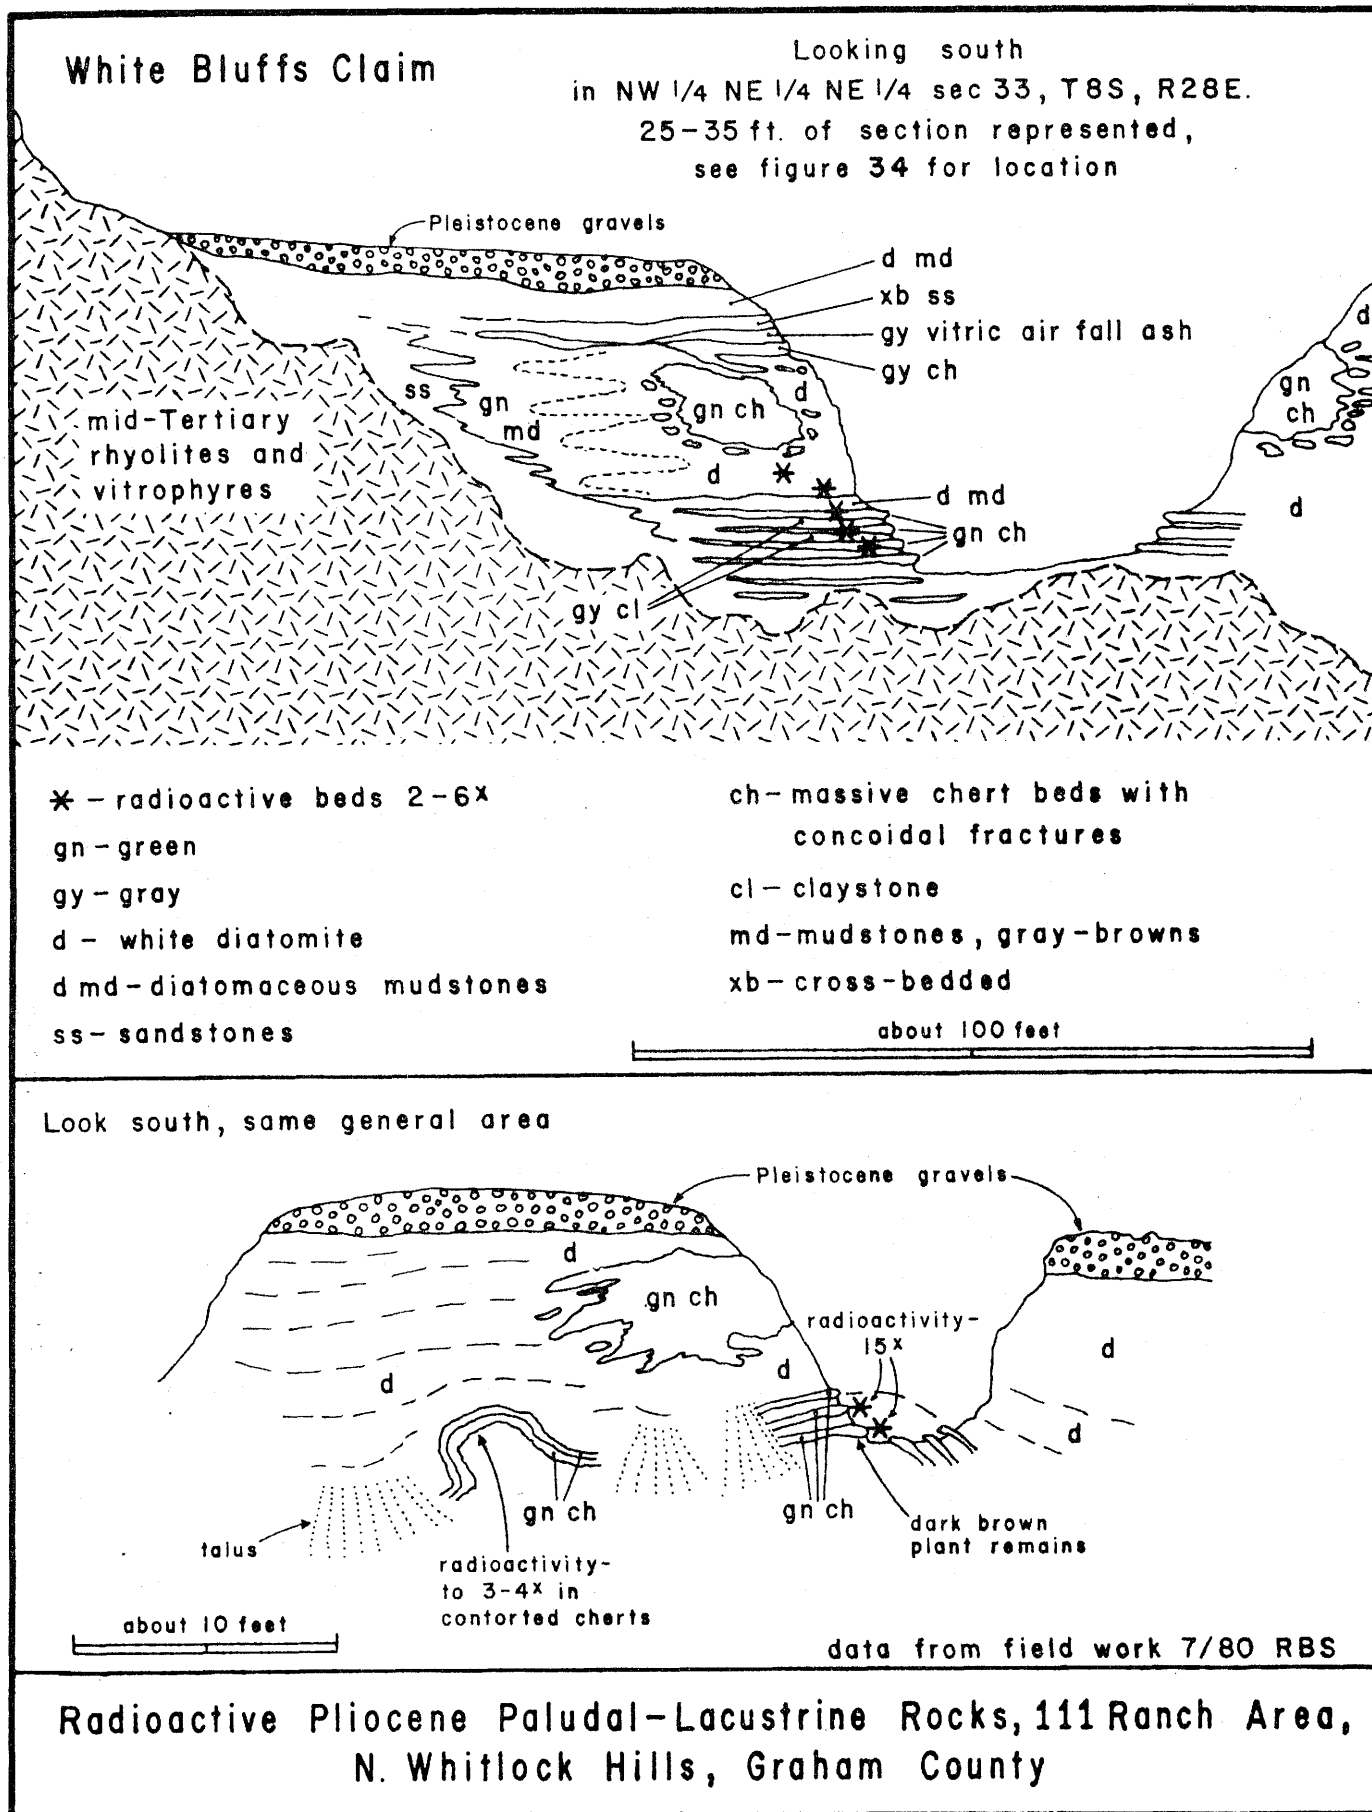 White Bluffs Claim
Looking south
in NW 1/4 NE 1/4 NE 1/4 sec 33, T8S, R28E.
25-35 ft. of section represented,
see figure 34 for location
Pleistocene gravels
d md
xb ss
gy vitric air fall ash
gy ch
d
gn
ch
d
ss
gn
md
gn ch
d
d
mid-Tertiary
rhyolites and
vitrophyres
d md
gn ch
gy cl
* - radioactive beds 2-6x
gn - green
gy - gray
d - white diatomite
d md - diatomaceous mudstones
ss - sandstones
ch - massive chert beds with
concoidal fractures
cl - claystone
md - mudstones, gray-browns
xb - cross-bedded
about 100 feet
Look south, same general area
Pleistocene gravels
d
gn ch
radioactivity-
15x
d
d
d
d
gn ch
gn ch
dark brown
plant remains
talus
radioactivity-
to 3-4x in
contorted cherts
about 10 feet
data from field work 7/80 RBS
Radioactive Pliocene Paludal-Lacustrine Rocks, 111 Ranch Area,
N. Whitlock Hills, Graham County